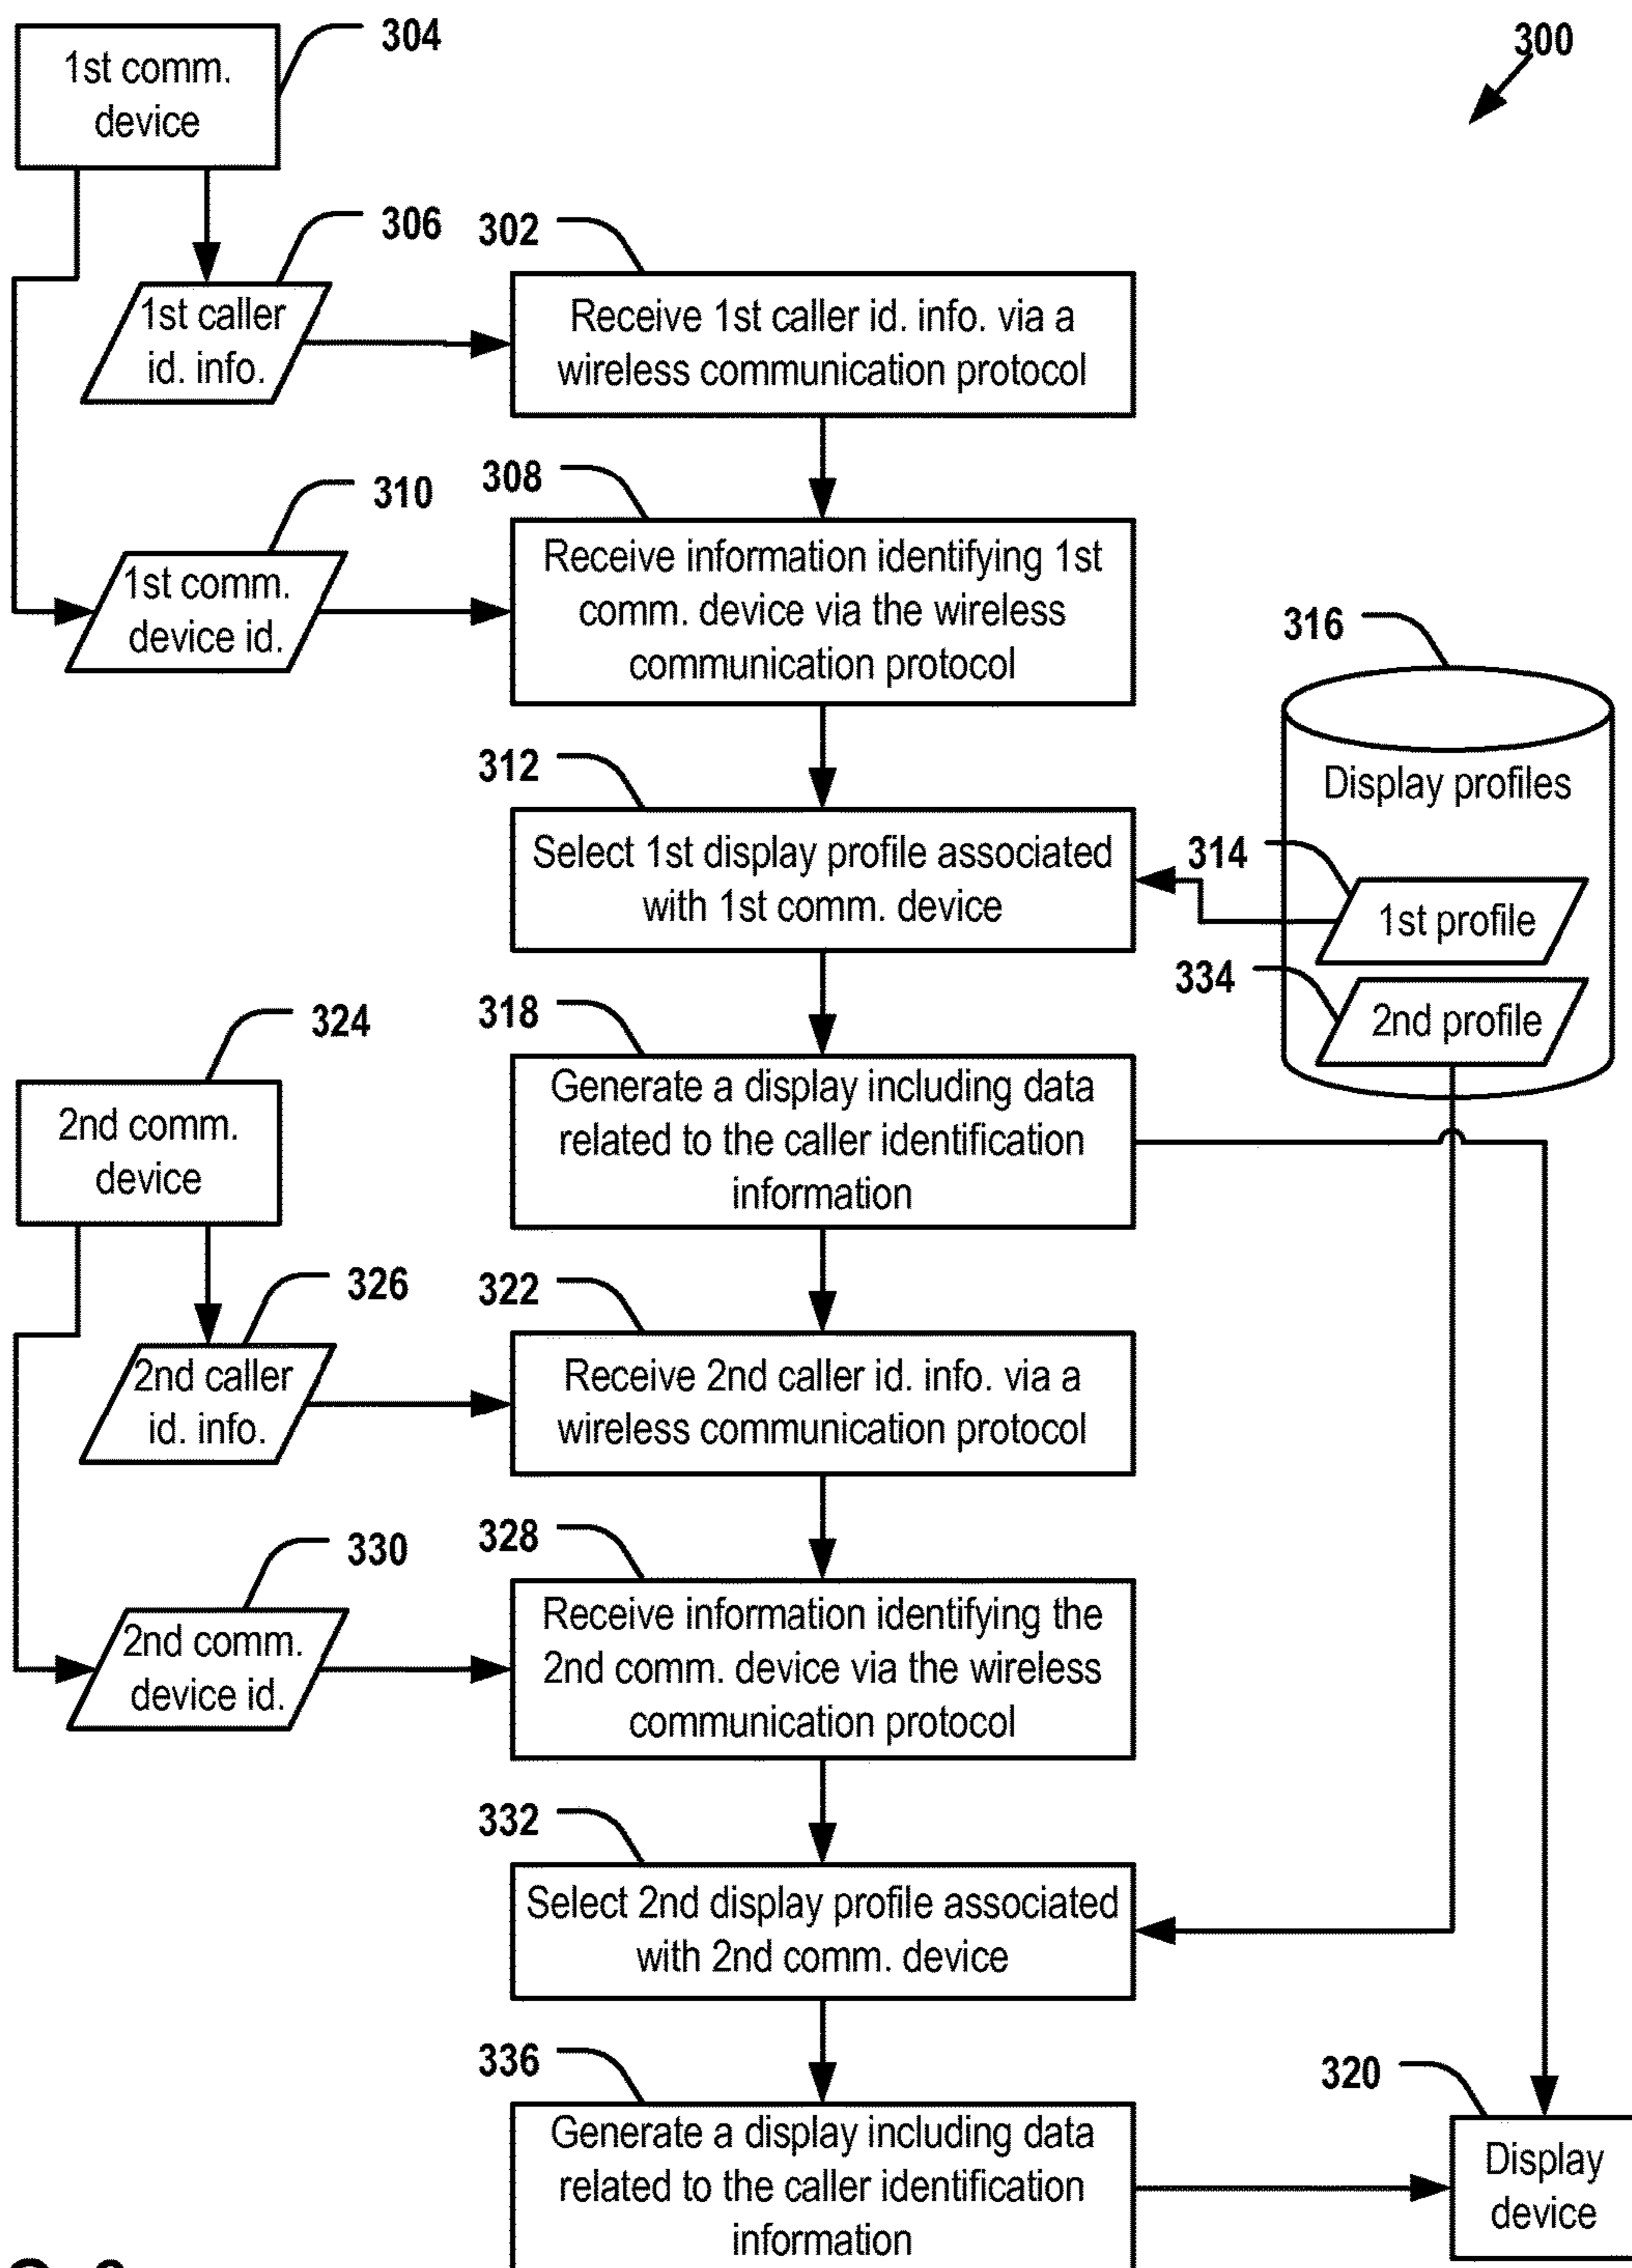 304
1st comm.
device
300
306
1st caller
id. info.
302
Receive 1st caller id. info. via a
wireless communication protocol
310
1st comm.
device id.
308
Receive information identifying 1st
comm. device via the wireless
communication protocol
316
Display profiles
312
Select 1st display profile associated
with 1st comm. device
314
1st profile
334
2nd profile
318
Generate a display including data
related to the caller identification
information
324
2nd comm.
device
326
2nd caller
id. info.
322
Receive 2nd caller id. info. via a
wireless communication protocol
330
2nd comm.
device id.
328
Receive information identifying the
2nd comm. device via the wireless
communication protocol
332
Select 2nd display profile associated
with 2nd comm. device
336
Generate a display including data
related to the caller identification
information
320
Display
device